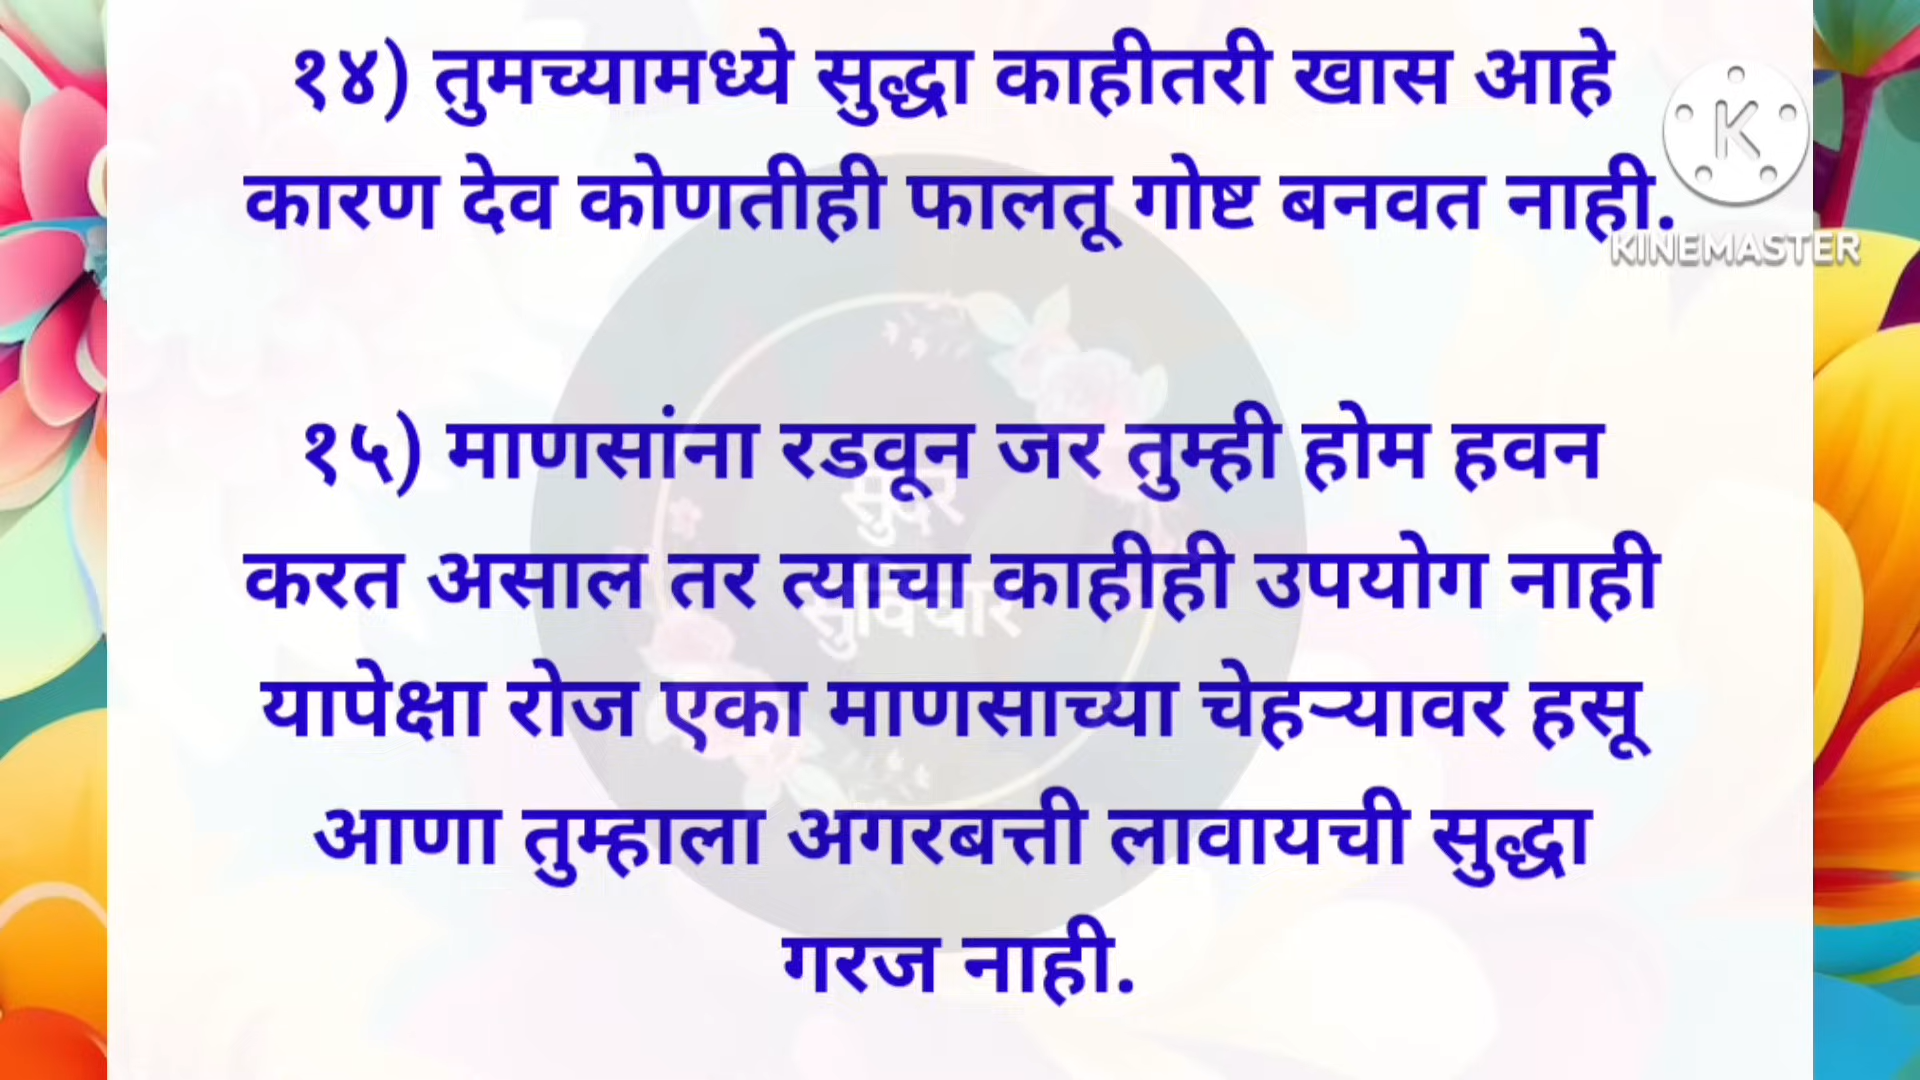 १४) तुमच्यामध्ये सुद्धा काहीतरी खास आहे
कारण देव कोणतीही फालतू गोष्ट बनवत नाही.
KINEMASTER
१५) माणसांना रडवून जर तुम्ही होम हवन
करत असाल तर त्याचा काहीही उपयोग नाही
यापेक्षा रोज एका माणसाच्या चेहऱ्यावर हसू
आणा तुम्हाला अगरबत्ती लावायची सुद्धा
गरज नाही.
सुंदर
सुविचार